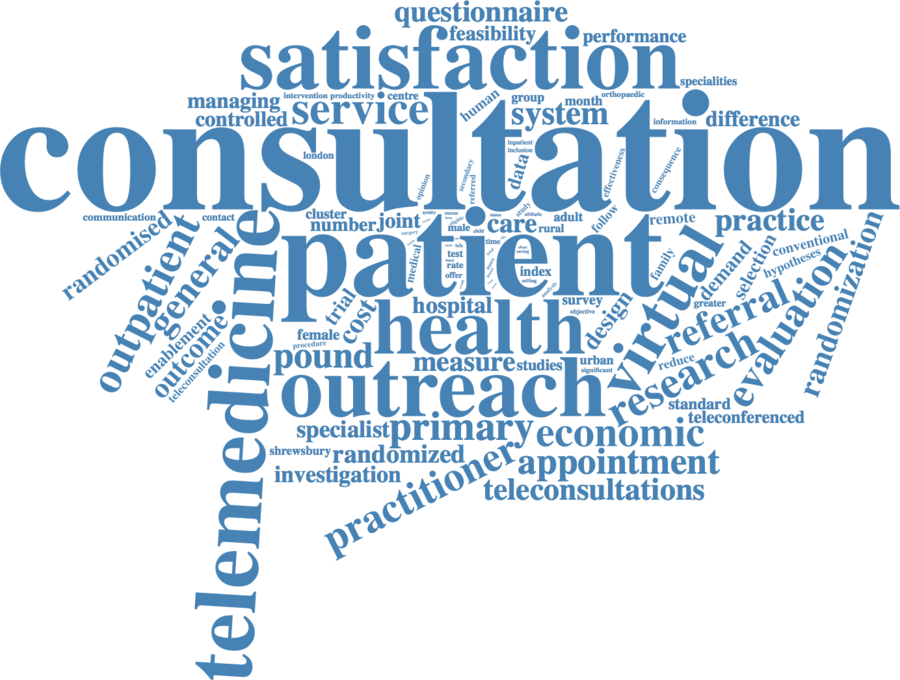 questionnaire
feasibility
performance
satisfaction
specialities
intervention productivity
centre
managing
controlled
service
human
group
month
orthopaedic
system
information
difference
consultation
london
inpatient
inclusion
data
opinion
secondary
referred
effectiveness
consequence
communication
contact
randomised
outpatient
general
cluster
number
joint
male
care
rural
adult
follow
remote
practice
study
attitude
status
child
patient
medical
test
rate
offer
time
index
selling
family
virtual
demand
selection
conventional
hypotheses
evaluation
randomization
enablement
outcome
teleconsultation
telemedicine
trial
cost
female
procedure
hospital
survey
objective
design
greater
referral
health
pound
measure
studies
urban
significant
reduce
research
outreach
standard
teleconferenced
specialist
primary
economic
shrewsbury
randomized
investigation
practitioner
appointment
teleconsultations